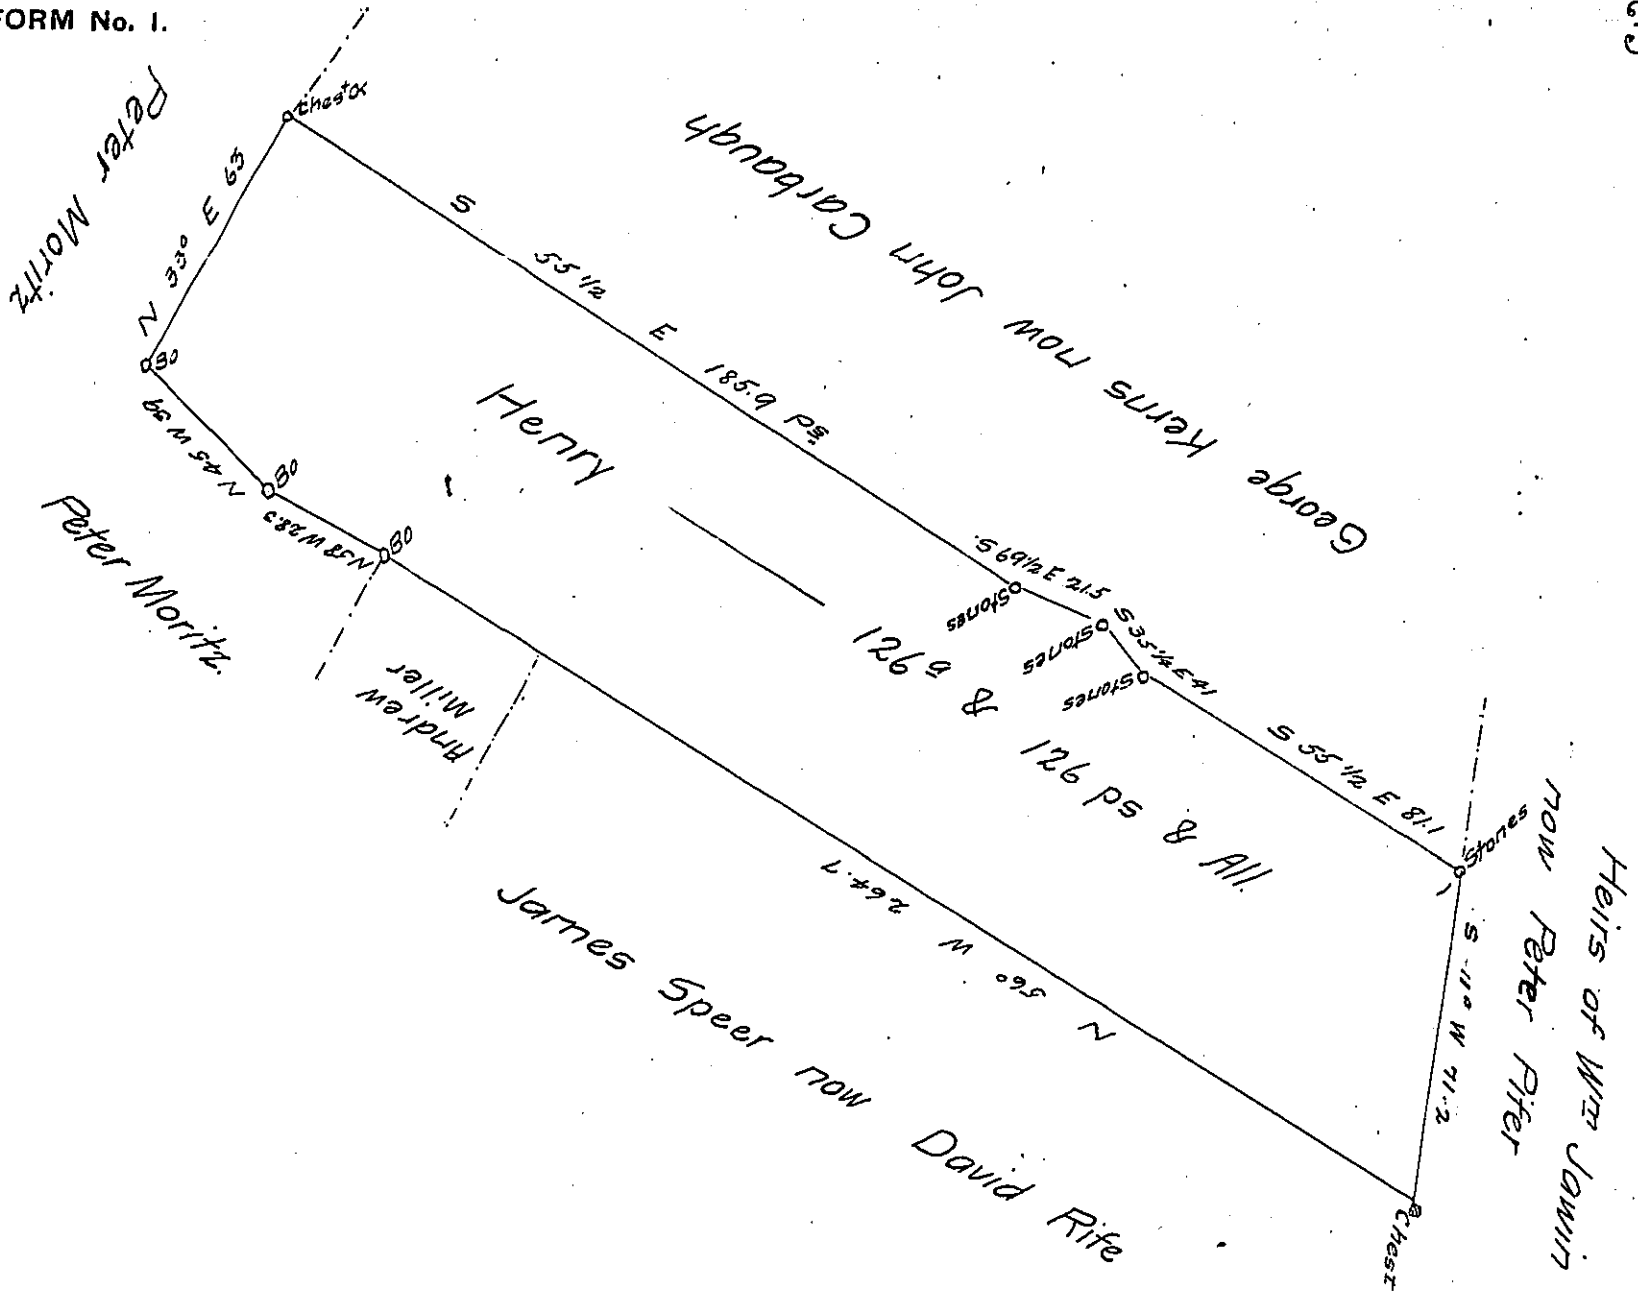 FORM No. 1.
Peter Moritz
N 33° E 63
Chest Ok
S 55 1/2 E 185.9 ps
George Kerns now John Carbaugh
BO
N 45 W 39
BO
N 58 W 28.3
BO
Peter Moritz.
Henry
126 a & 126 ps & All.
S 69 1/2 E 21.5
Stones
S 35 1/4 E 41
Stones
Stones
S 55 1/2 E 81.1
Stones
S 11° W 71.2
Heirs of Wm
now Peter Pifer
Chest
N 56° W 264.7
Andrew
Miller
James Speer now David Rife